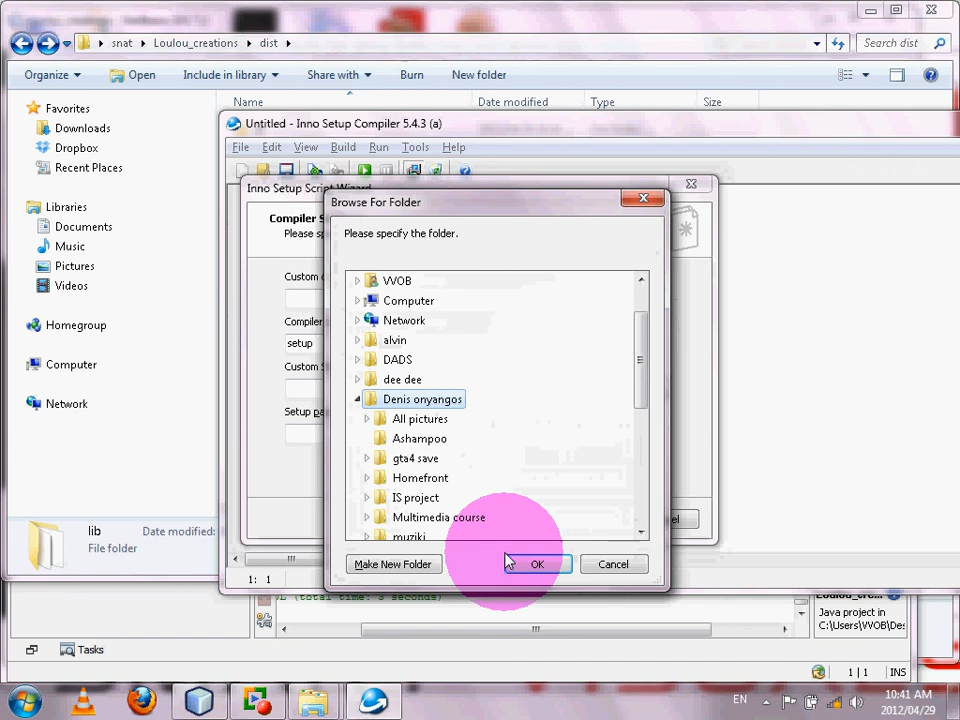 snat
Loulou_creations
dist
Search dist
Organize
Open
Include in library
Share with
Burn
New folder
Name
Date modified
Type
Size
Favorites
Downloads
Dropbox
Recent Places
Libraries
Documents
Music
Pictures
Videos
Homegroup
Computer
Network
lib
Date modified:
File folder
Untitled - Inno Setup Compiler 5.4.3 (a)
File Edit View Build Run Tools Help
Inno Setup Script Wizard
Compiler S
Please sp
Custom
Compiler
setup
Custom S
Setup pa
Browse For Folder
Please specify the folder.
VVOB
Computer
Network
alvin
DADS
dee dee
Denis onyangos
All pictures
Ashampoo
gta4 save
Homefront
IS project
Multimedia course
muziki
Make New Folder
OK
Cancel
el
1: 1
(total time: 3 seconds)
Java project in
C:\Users\VVOB\Des
Tasks
1 | 1
INS
EN
10:41 AM
2012/04/29